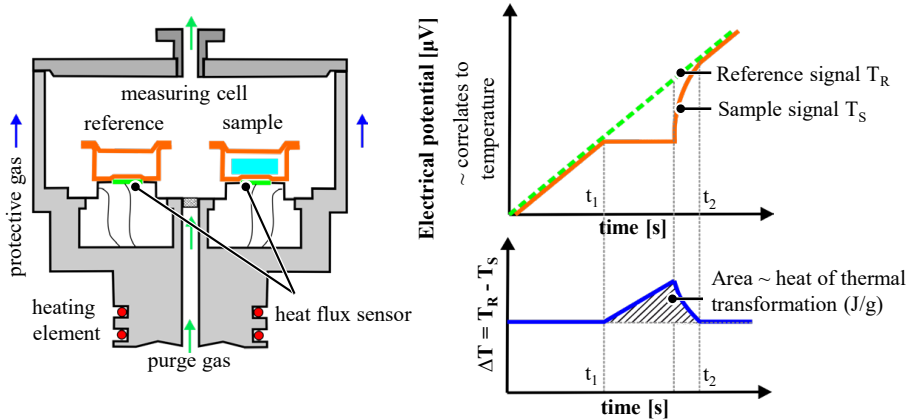 measuring cell
reference
sample
protective gas
heating
element
heat flux sensor
purge gas
Electrical potential [µV]
~ correlates to
temperature
Reference signal T_R
Sample signal T_S
t_1
t_2
time [s]
ΔT = T_R - T_S
Area ~ heat of thermal
transformation (J/g)
t_1
t_2
time [s]